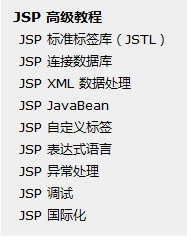 JSP 高级教程
JSP 标准标签库（JSTL）
JSP 连接数据库
JSP XML 数据处理
JSP JavaBean
JSP 自定义标签
JSP 表达式语言
JSP 异常处理
JSP 调试
JSP 国际化